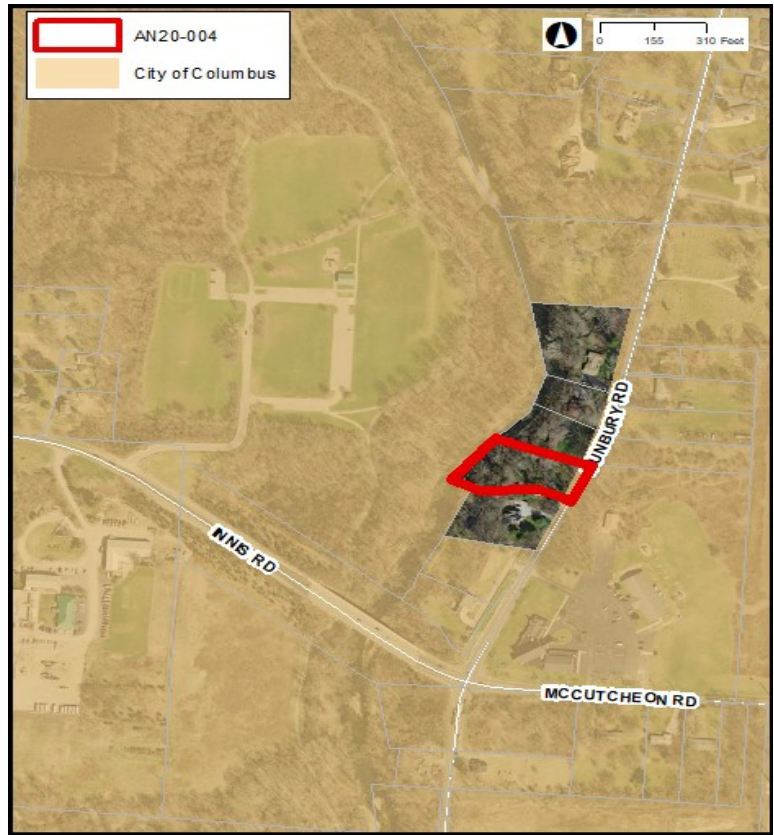 AN20-004
City of Columbus
0 155 310 Feet
UNBURY RD
INNIS RD
MCCUTCHEON RD